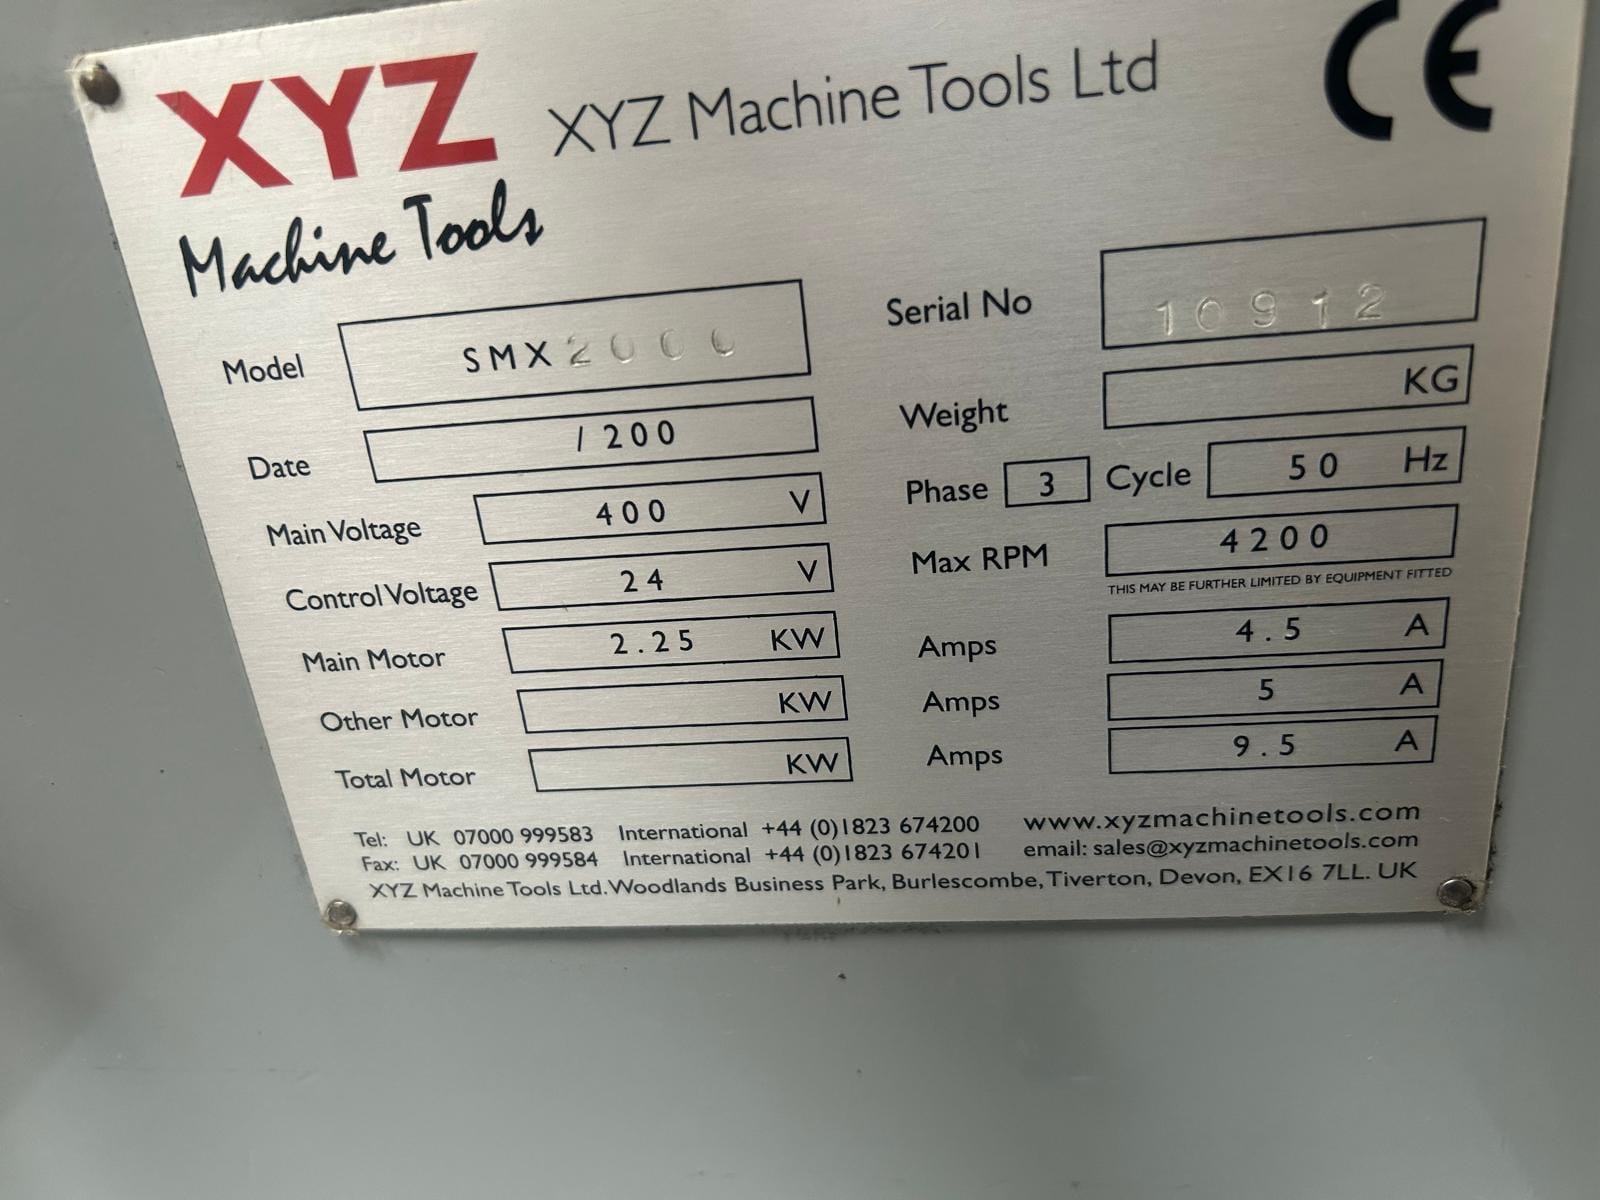 XYZ XYZ Machine Tools Ltd CE
Machine Tools
Model SMX 2000
Serial No 10912
Date / 200
Weight KG
Main Voltage 400 V
Phase 3 Cycle 50 Hz
Control Voltage 24 V
Max RPM 4200
THIS MAY BE FURTHER LIMITED BY EQUIPMENT FITTED
Main Motor 2.25 KW
Amps 4.5 A
Other Motor KW
Amps 5 A
Total Motor KW
Amps 9.5 A
Tel: UK 07000 999583 International +44 (0)1823 674200 www.xyzmachinetools.com
Fax: UK 07000 999584 International +44 (0)1823 674201 email: sales@xyzmachinetools.com
XYZ Machine Tools Ltd. Woodlands Business Park, Burlescombe, Tiverton, Devon, EX16 7LL. UK